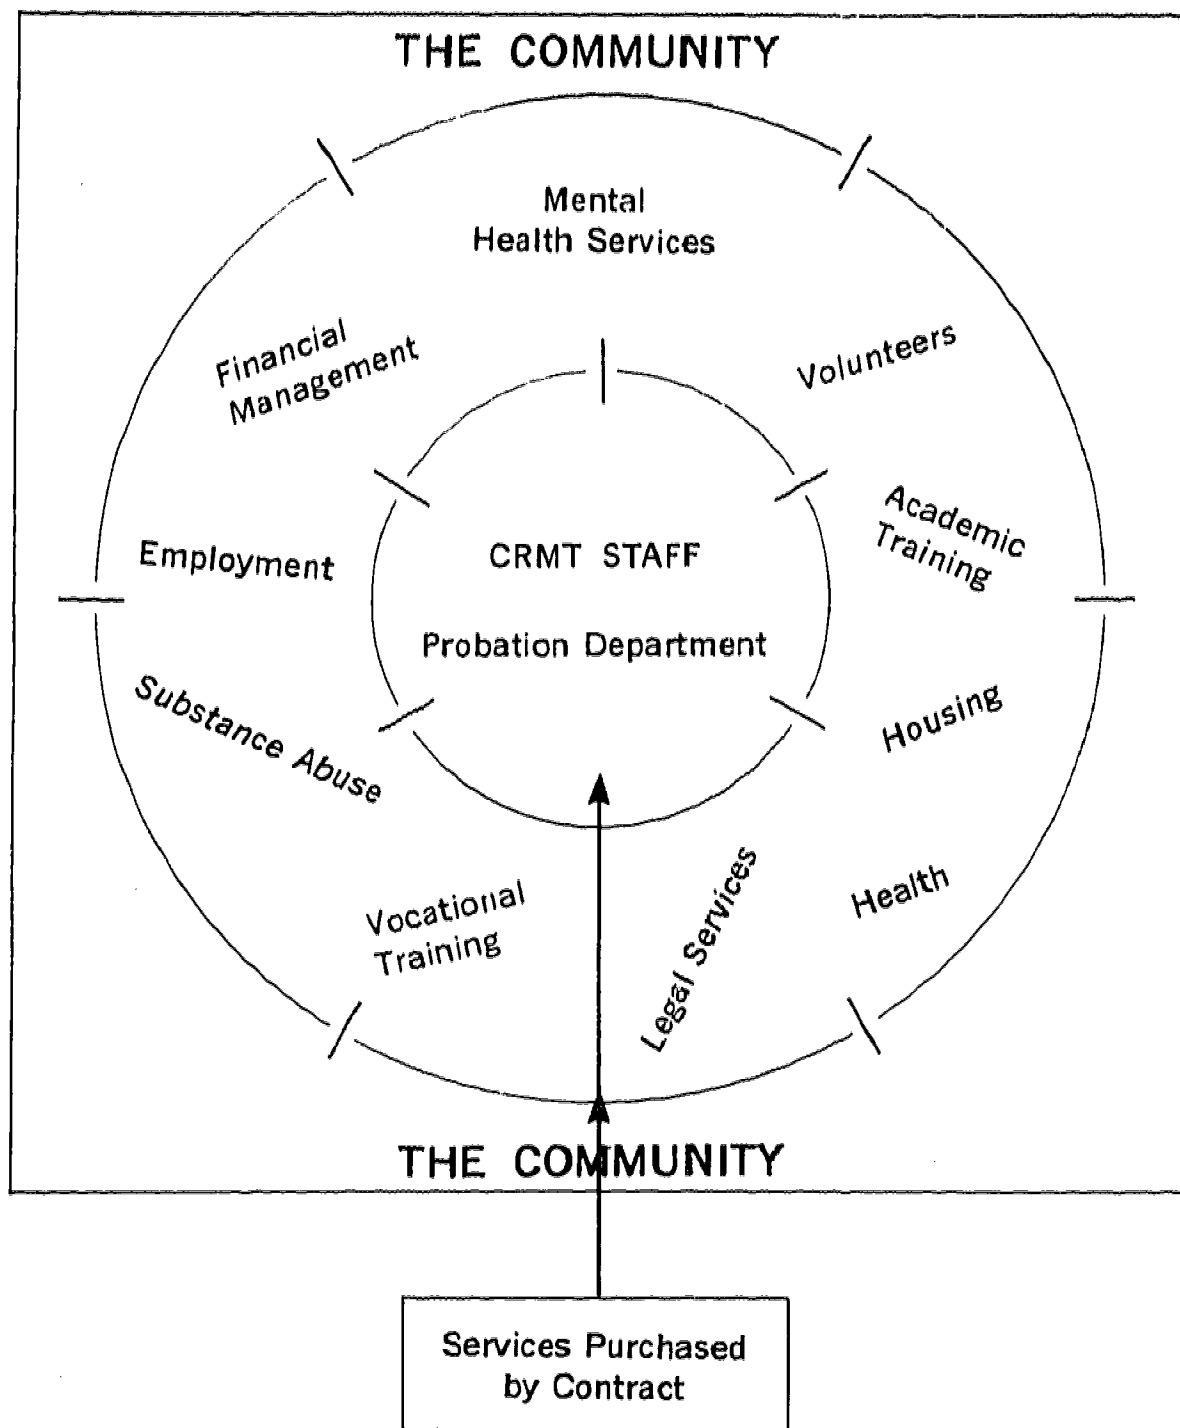 THE COMMUNITY
Mental
Health Services
Financial
Management
Volunteers
Academic
Training
Employment
CRMT STAFF
Probation Department
Substance Abuse
Housing
Vocational
Training
Legal Services
Health
THE COMMUNITY
Services Purchased
by Contract